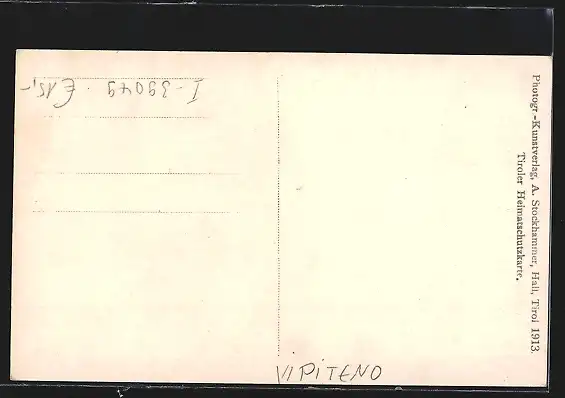 I-39049. € 15,-
Photogr.-Kunstverlag, A. Stockhammer, Hall, Tirol 1913.
Tiroler Heimatschutzkarte.
VIPITENO